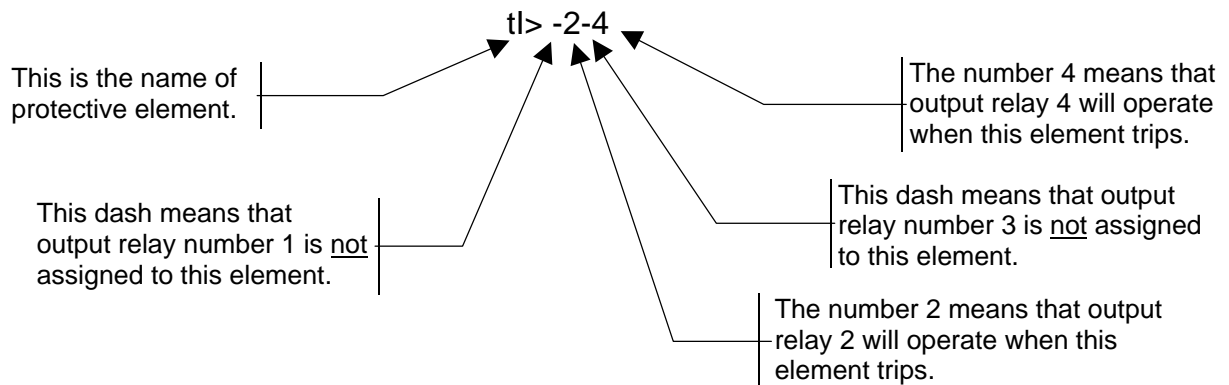 tI> -2-4
This is the name of
protective element.
The number 4 means that
output relay 4 will operate
when this element trips.
This dash means that
output relay number 1 is not
assigned to this element.
This dash means that output
relay number 3 is not assigned
to this element.
The number 2 means that output
relay 2 will operate when this
element trips.